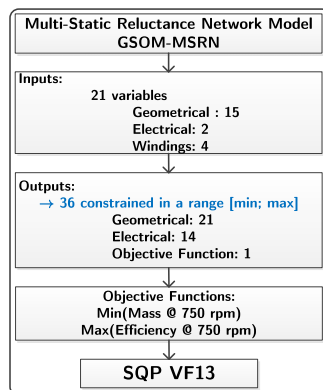 Multi-Static Reluctance Network Model
GSOM-MSRN
Inputs:
21 variables
Geometrical : 15
Electrical: 2
Windings: 4
Outputs:
→ 36 constrained in a range [min; max]
Geometrical: 21
Electrical: 14
Objective Function: 1
Objective Functions:
Min(Mass @ 750 rpm)
Max(Efficiency @ 750 rpm)
SQP VF13